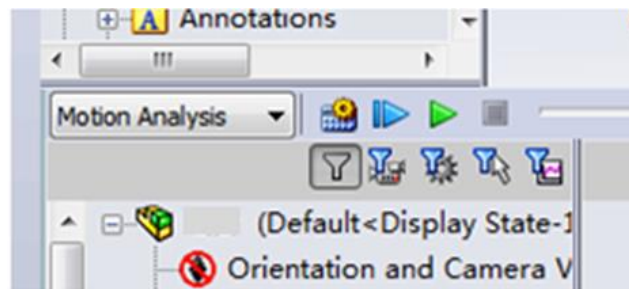 A Annotations
Motion Analysis
(Default<Display State-1
Orientation and Camera V